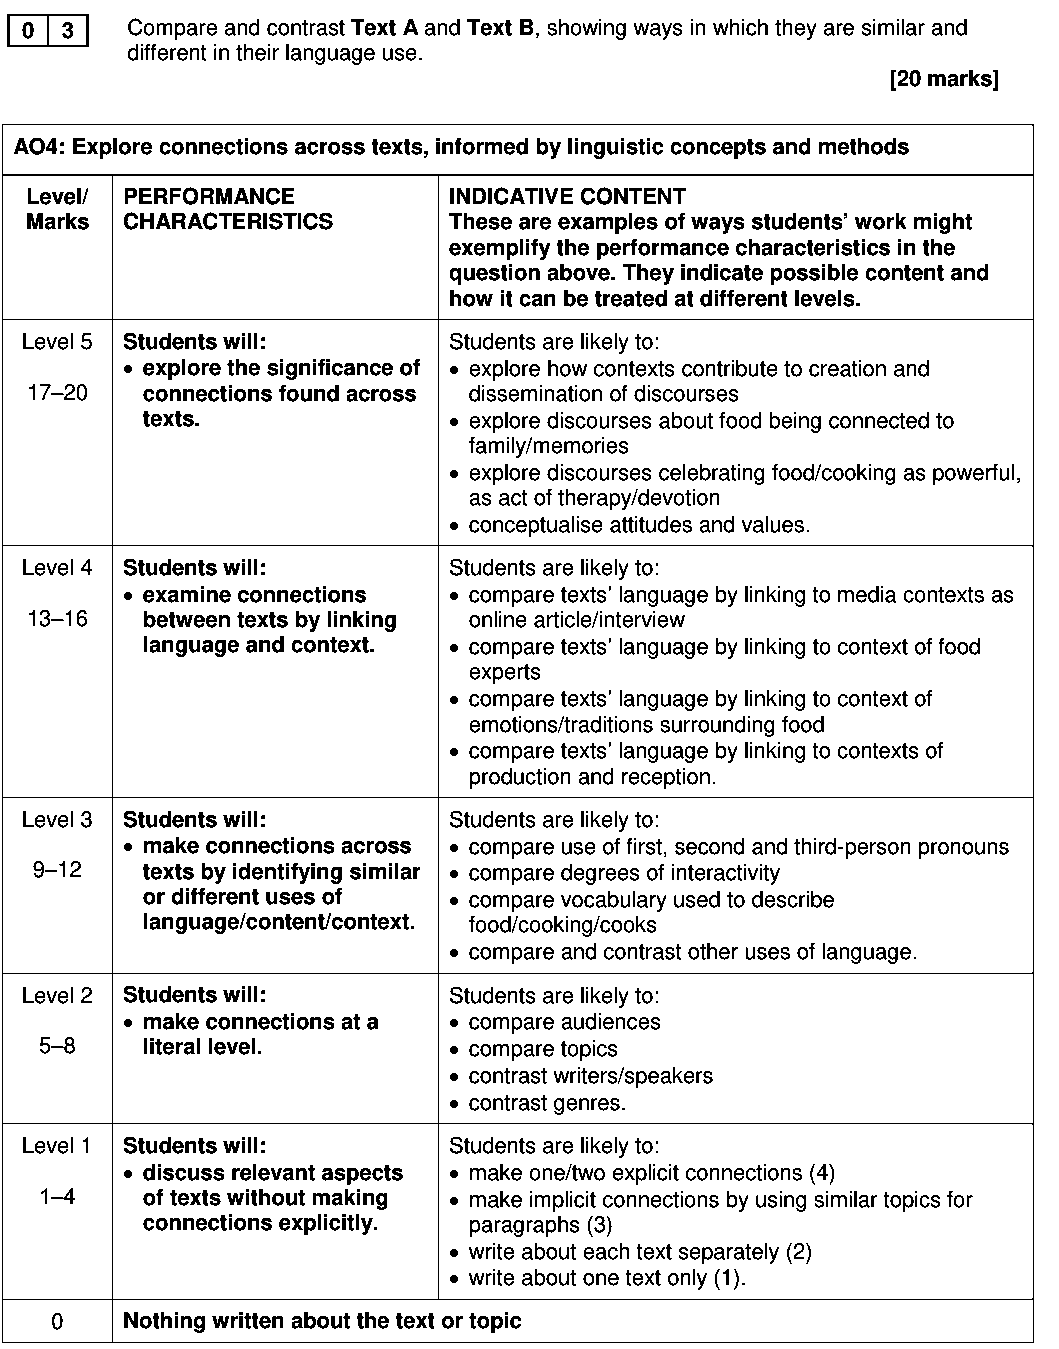 0 3 Compare and contrast Text A and Text B, showing ways in which they are similar and
different in their language use.
[20 marks]
AO4: Explore connections across texts, informed by linguistic concepts and methods
Level/
Marks
PERFORMANCE
CHARACTERISTICS
INDICATIVE CONTENT
These are examples of ways students' work might
exemplify the performance characteristics in the
question above. They indicate possible content and
how it can be treated at different levels.
Level 5
17–20
Students will:
• explore the significance of
connections found across
texts.
Students are likely to:
• explore how contexts contribute to creation and
dissemination of discourses
• explore discourses about food being connected to
family/memories
• explore discourses celebrating food/cooking as powerful,
as act of therapy/devotion
• conceptualise attitudes and values.
Level 4
13–16
Students will:
• examine connections
between texts by linking
language and context.
Students are likely to:
• compare texts' language by linking to media contexts as
online article/interview
• compare texts' language by linking to context of food
experts
• compare texts' language by linking to context of
emotions/traditions surrounding food
• compare texts' language by linking to contexts of
production and reception.
Level 3
9–12
Students will:
• make connections across
texts by identifying similar
or different uses of
language/content/context.
Students are likely to:
• compare use of first, second and third-person pronouns
• compare degrees of interactivity
• compare vocabulary used to describe
food/cooking/cooks
• compare and contrast other uses of language.
Level 2
5–8
Students will:
• make connections at a
literal level.
Students are likely to:
• compare audiences
• compare topics
• contrast writers/speakers
• contrast genres.
Level 1
1–4
Students will:
• discuss relevant aspects
of texts without making
connections explicitly.
Students are likely to:
• make one/two explicit connections (4)
• make implicit connections by using similar topics for
paragraphs (3)
• write about each text separately (2)
• write about one text only (1).
0
Nothing written about the text or topic